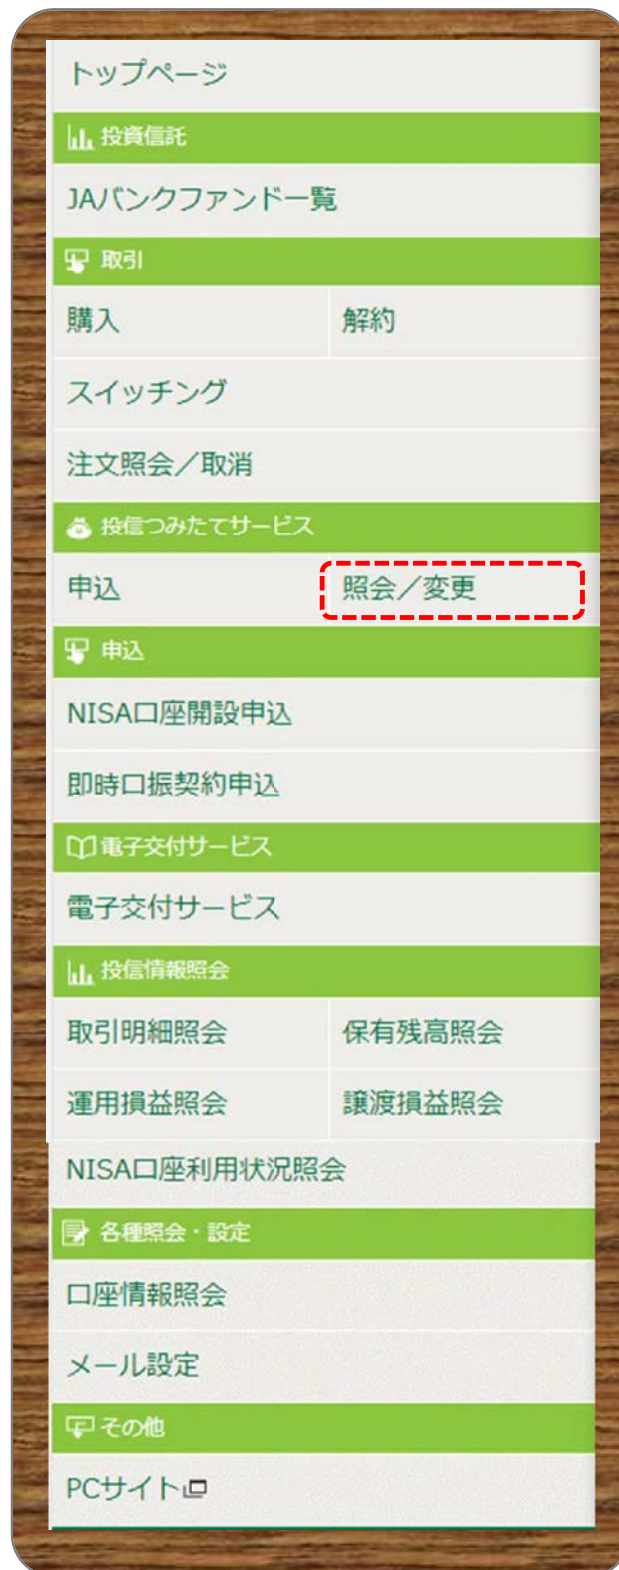 トップページ
投資信託
JAバンクファンド一覧
取引
購入 解約
スイッチング
注文照会／取消
投信つみたてサービス
申込 照会／変更
申込
NISA口座開設申込
即時口振契約申込
電子交付サービス
電子交付サービス
投信情報照会
取引明細照会 保有残高照会
運用損益照会 譲渡損益照会
NISA口座利用状況照会
各種照会・設定
口座情報照会
メール設定
その他
PCサイト